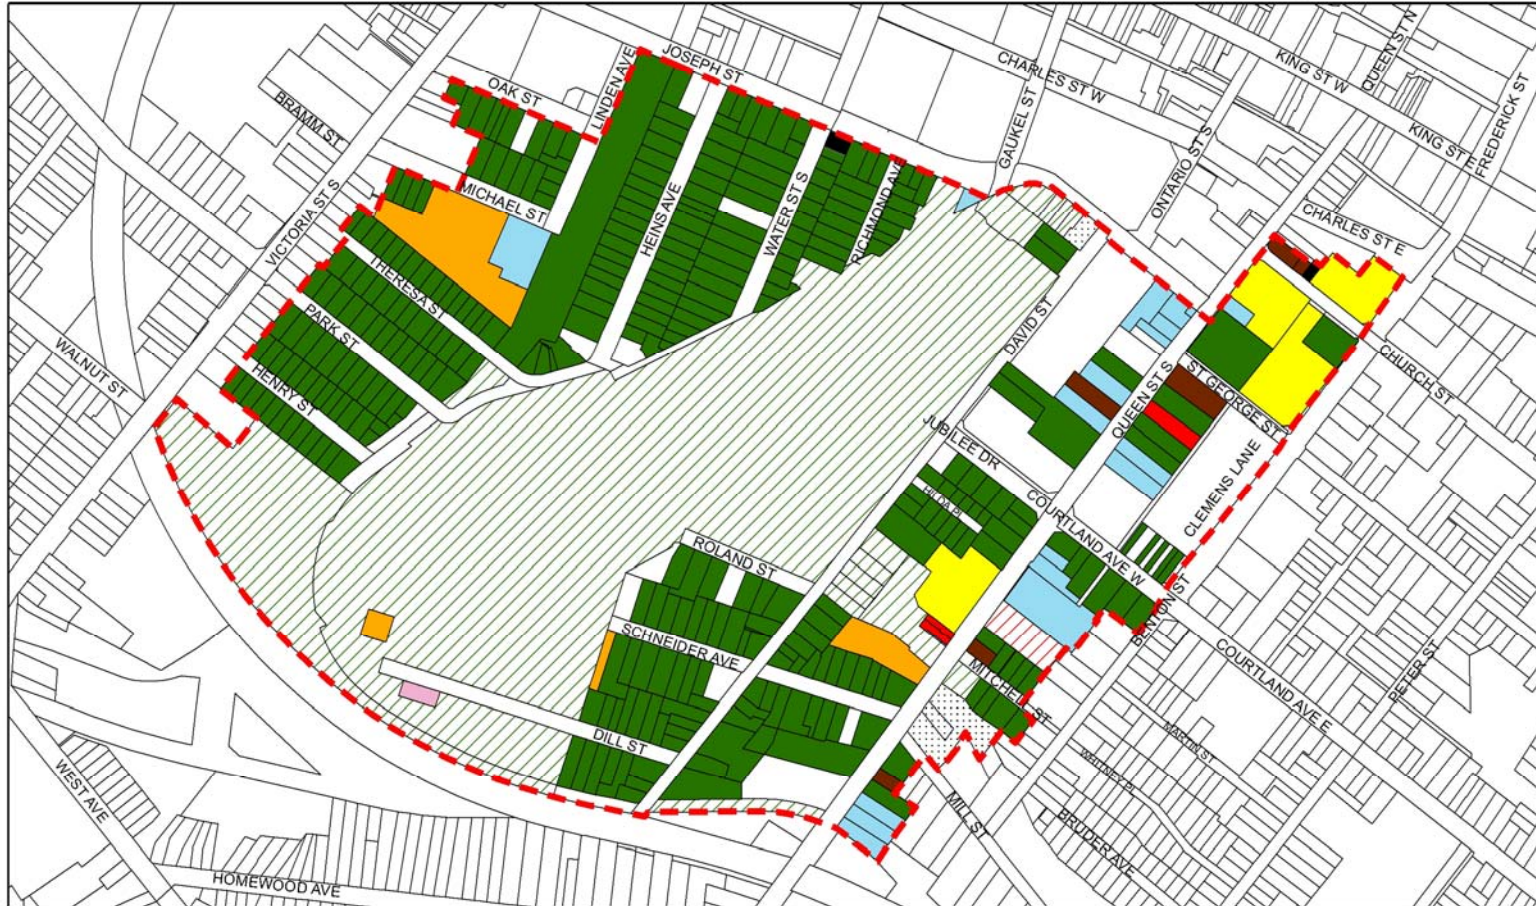 JOSEPH ST
CHARLES ST W
KING ST W
QUEEN ST N
FREDERICK ST
KING ST E
GAUKEL ST
ONTARIO ST S
CHARLES ST E
OAK ST
LINDEN AVE
BRAMM ST
VICTORIA ST S
MICHAEL ST
HEINS AVE
WATER ST S
RICHMOND AVE
THERESA ST
PARK ST
HENRY ST
WALNUT ST
DAVID ST
QUEEN ST S
ST GEORGE ST
CHURCH ST
JUBILEE DR
HILDA PL
COURTLAND AVE W
CLEMENS LANE
BENTON ST
ROLAND ST
SCHNEIDER AVE
MITCHELL ST
COURTLAND AVE E
PETER ST
DILL ST
MARTIN ST
WHITNEY PL
MILL ST
BRUDER AVE
WEST AVE
HOMEWOOD AVE